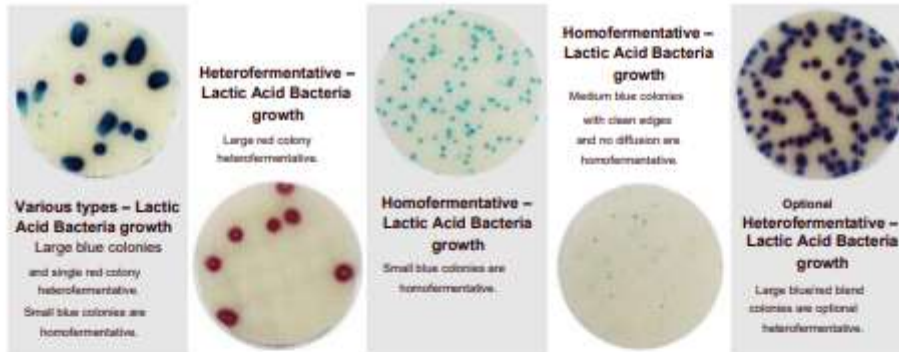 Various types – Lactic
Acid Bacteria growth
Large blue colonies
and single red colony
heterofermentative.
Small blue colonies are
homofermentative.
Heterofermentative –
Lactic Acid Bacteria
growth
Large red colony
heterofermentative.
Homofermentative –
Lactic Acid Bacteria
growth
Small blue colonies are
homofermentative.
Homofermentative –
Lactic Acid Bacteria
growth
Medium blue colonies
with clean edges
and no diffusion are
homofermentative.
Optional
Heterofermentative –
Lactic Acid Bacteria
growth
Large blue/red blend
colonies are optional
heterofermentative.